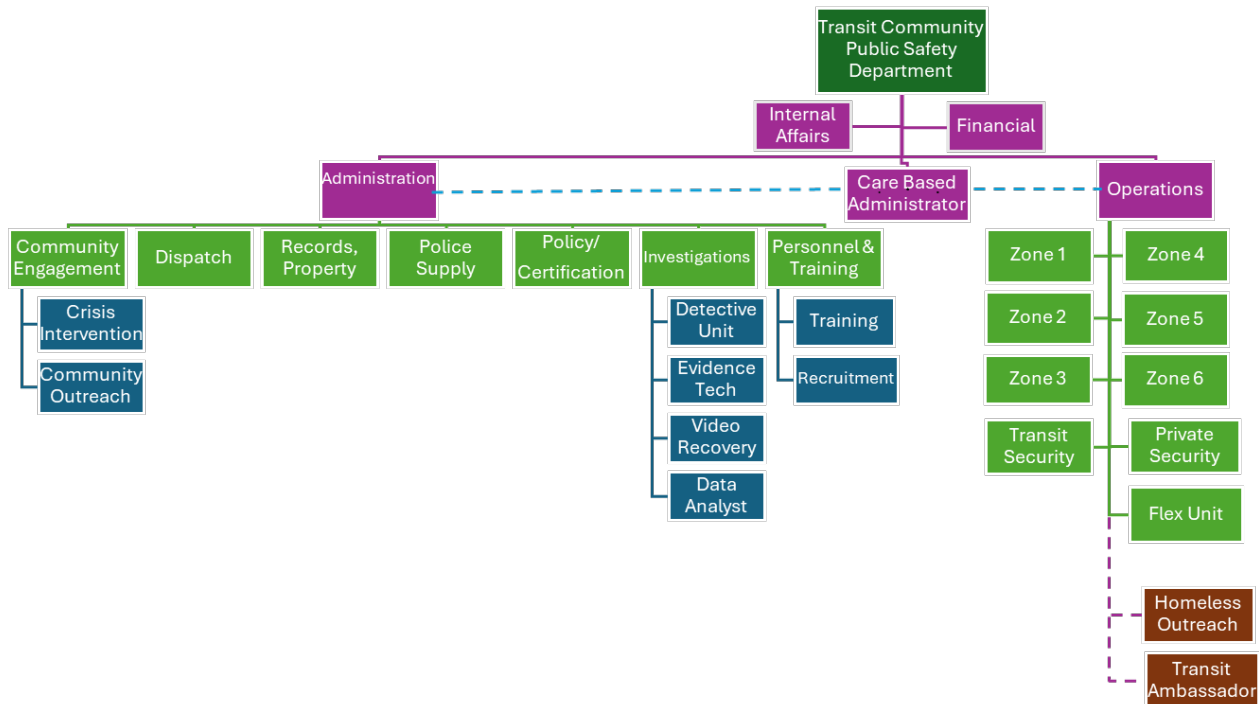 Transit Community
Public Safety
Department
Internal
Affairs
Financial
Administration
Care Based
Administrator
Operations
Community
Engagement
Dispatch
Records,
Property
Police
Supply
Policy/
Certification
Investigations
Personnel &
Training
Crisis
Intervention
Community
Outreach
Detective
Unit
Evidence
Tech
Video
Recovery
Data
Analyst
Training
Recruitment
Zone 1
Zone 4
Zone 2
Zone 5
Zone 3
Zone 6
Transit
Security
Private
Security
Flex Unit
Homeless
Outreach
Transit
Ambassador